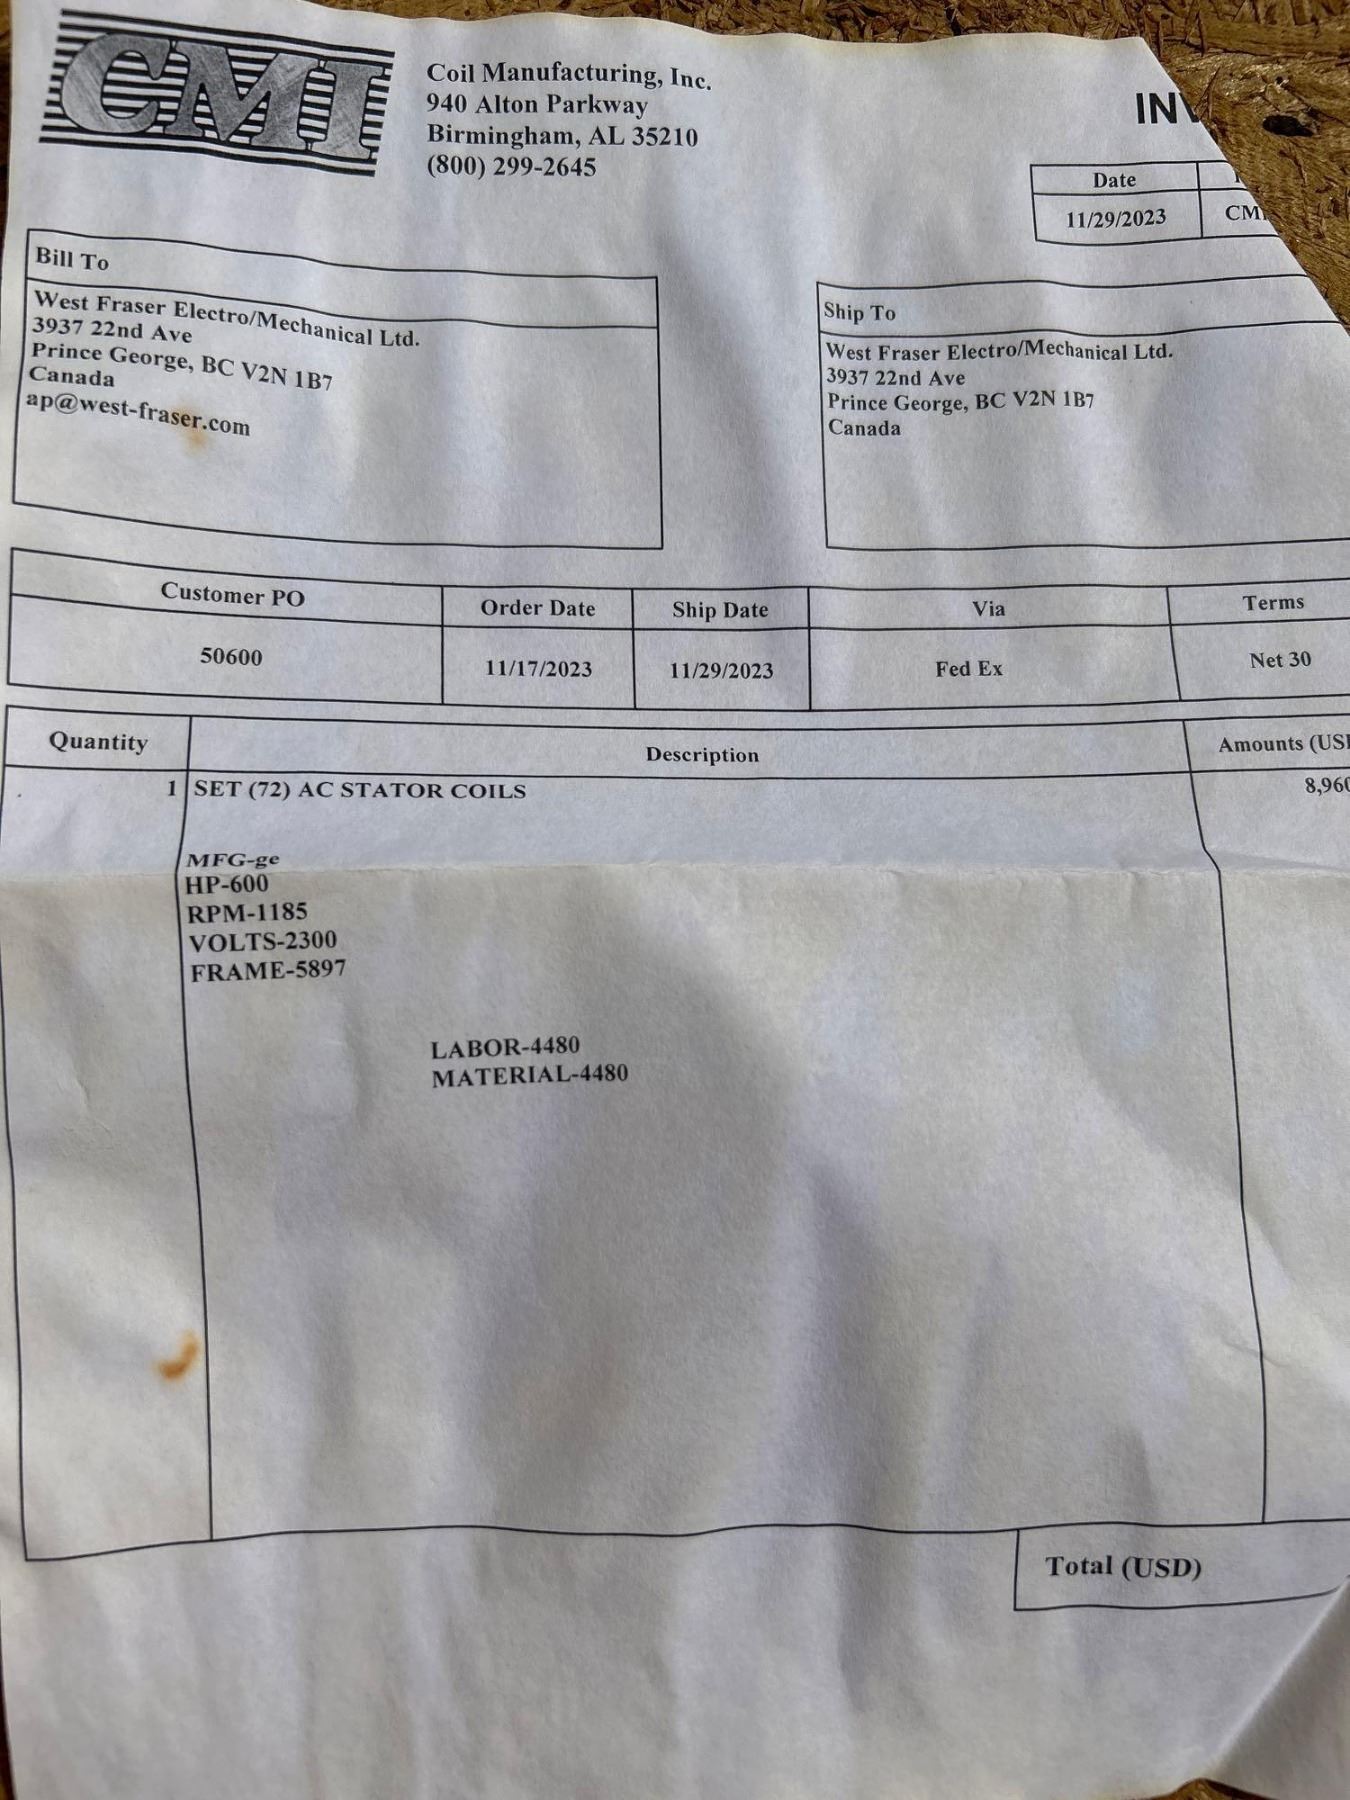 CMI
Coil Manufacturing, Inc.
940 Alton Parkway
Birmingham, AL 35210
(800) 299-2645
Date
11/29/2023
Bill To
West Fraser Electro/Mechanical Ltd.
3937 22nd Ave
Prince George, BC V2N 1B7
Canada
ap@west-fraser.com
Ship To
West Fraser Electro/Mechanical Ltd.
3937 22nd Ave
Prince George, BC V2N 1B7
Canada
Customer PO Order Date Ship Date Via Terms
50600 11/17/2023 11/29/2023 Fed Ex Net 30
Quantity Description Amounts
1 SET (72) AC STATOR COILS
MFG-ge
HP-600
RPM-1185
VOLTS-2300
FRAME-5897
LABOR-4480
MATERIAL-4480
Total (USD)